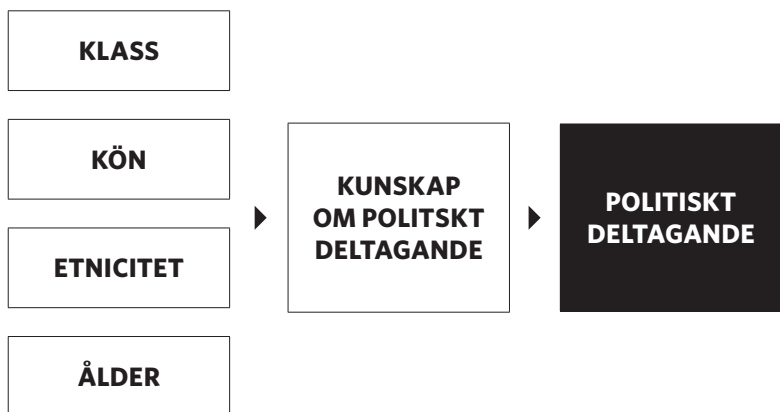 KLASS
KÖN
ETNICITET
ÅLDER
KUNSKAP
OM POLITSKT
DELTAGANDE
POLITISKT
DELTAGANDE